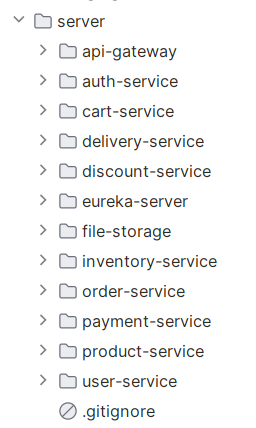 server
api-gateway
auth-service
cart-service
delivery-service
discount-service
eureka-server
file-storage
inventory-service
order-service
payment-service
product-service
user-service
.gitignore